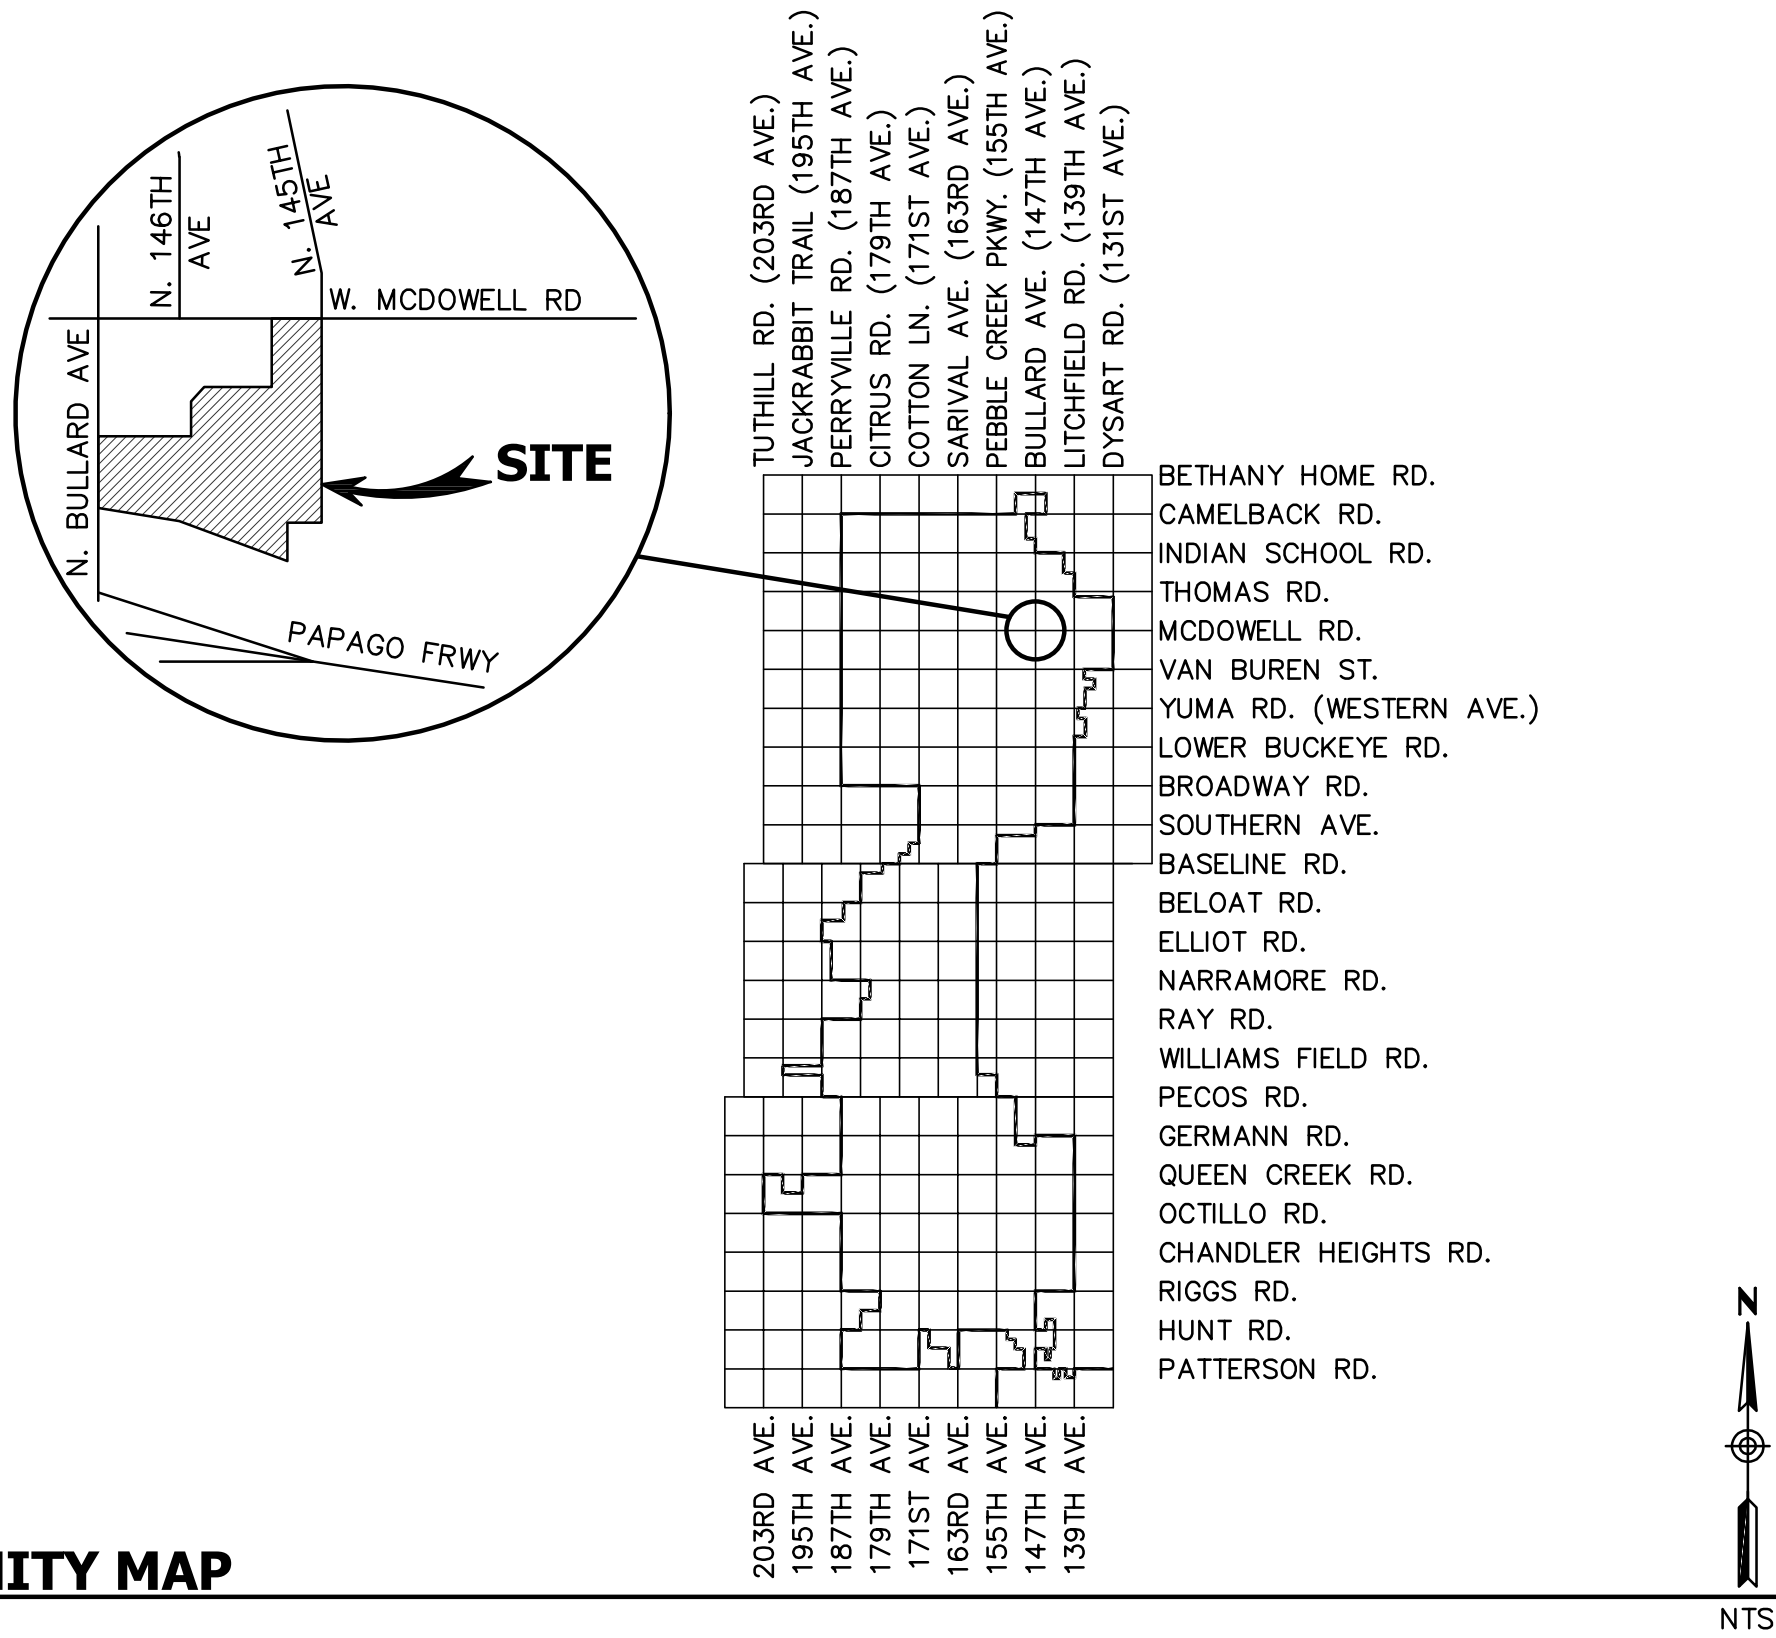 TUTHILL RD. (203RD AVE.)
JACKRABBIT TRAIL (195TH AVE.)
PERRYVILLE RD. (187TH AVE.)
CITRUS RD. (179TH AVE.)
COTTON LN. (171ST AVE.)
SARIVAL AVE. (163RD AVE.)
PEBBLE CREEK PKWY. (155TH AVE.)
BULLARD AVE. (147TH AVE.)
LITCHFIELD RD. (139TH AVE.)
DYSART RD. (131ST AVE.)
N. 146TH
AVE
N. 145TH
AVE
W. MCDOWELL RD
N. BULLARD AVE
SITE
PAPAGO FRWY
BETHANY HOME RD.
CAMELBACK RD.
INDIAN SCHOOL RD.
THOMAS RD.
MCDOWELL RD.
VAN BUREN ST.
YUMA RD. (WESTERN AVE.)
LOWER BUCKEYE RD.
BROADWAY RD.
SOUTHERN AVE.
BASELINE RD.
BELOAT RD.
ELLIOT RD.
NARRAMORE RD.
RAY RD.
WILLIAMS FIELD RD.
PECOS RD.
GERMANN RD.
QUEEN CREEK RD.
OCTILLO RD.
CHANDLER HEIGHTS RD.
RIGGS RD.
HUNT RD.
PATTERSON RD.
203RD AVE.
195TH AVE.
187TH AVE.
179TH AVE.
171ST AVE.
163RD AVE.
155TH AVE.
147TH AVE.
139TH AVE.
N
NITY MAP
NTS